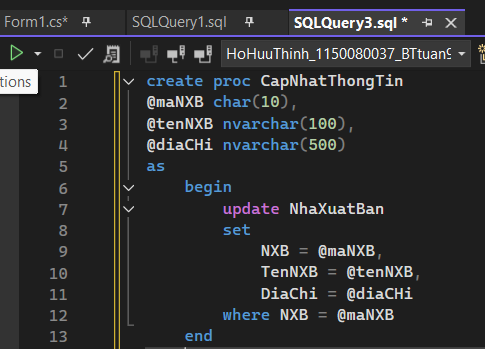 Form1.cs*
SQLQuery1.sql
SQLQuery3.sql *
HoHuuThinh_1150080037_BTtuan
tions
1 create proc CapNhatThongTin
2 @maNXB char(10),
3 @tenNXB nvarchar(100),
4 @diaCHi nvarchar(500)
5 as
6 begin
7 update NhaXuatBan
8 set
9 NXB = @maNXB,
10 TenNXB = @tenNXB,
11 DiaChi = @diaCHi
12 where NXB = @maNXB
13 end